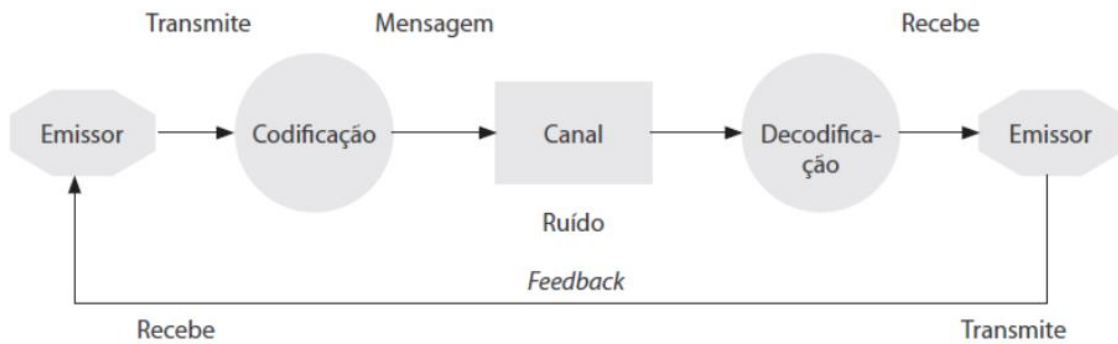 Transmite Mensagem Recebe
Emissor Codificação Canal Decodifica-
ção Emissor
Ruído
Feedback
Recebe Transmite